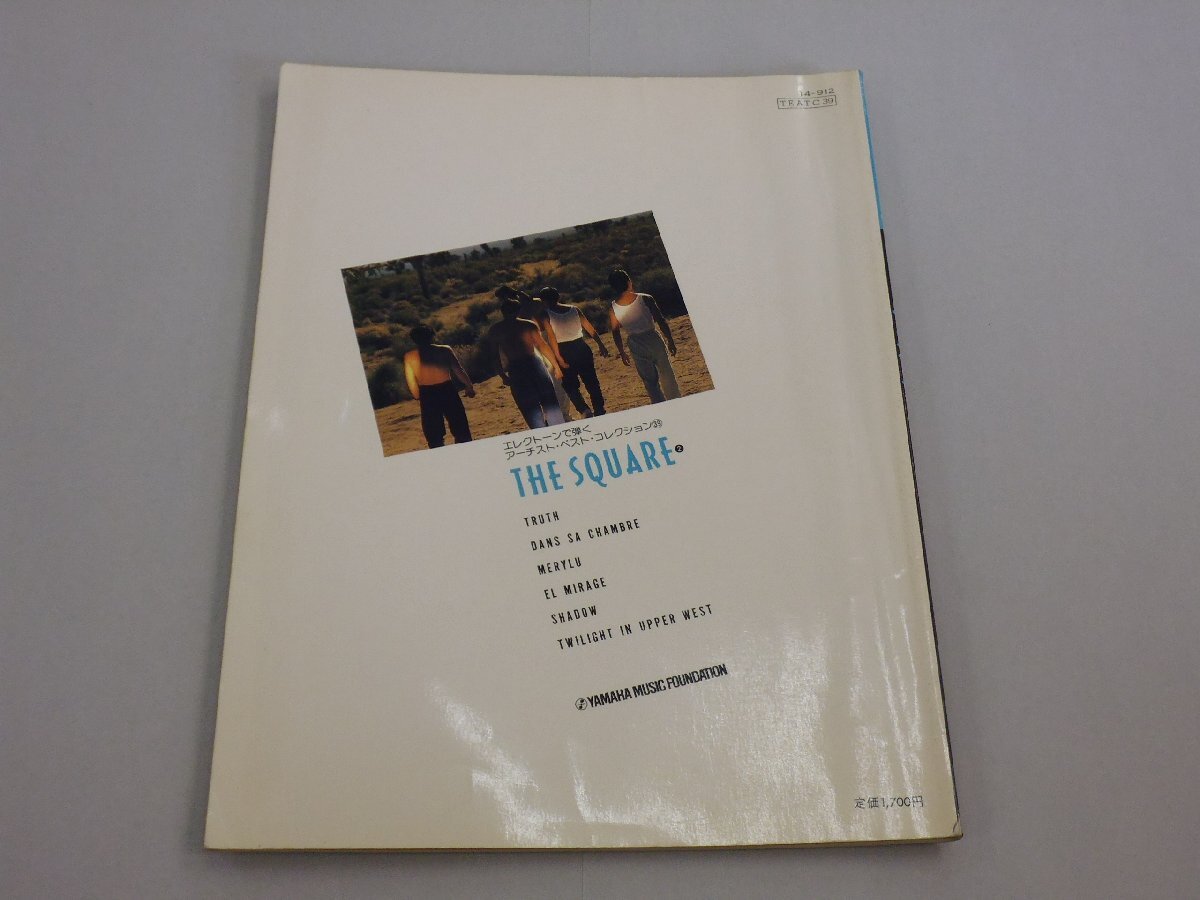 14-912
TEATC 39
エレクトーンで弾く
アーチスト・ベスト・コレクション㊴
THE SQUARE❷
TRUTH
DANS SA CHAMBRE
MERYLU
EL MIRAGE
SHADOW
TWILIGHT IN UPPER WEST
YAMAHA MUSIC FOUNDATION
定価1,700円